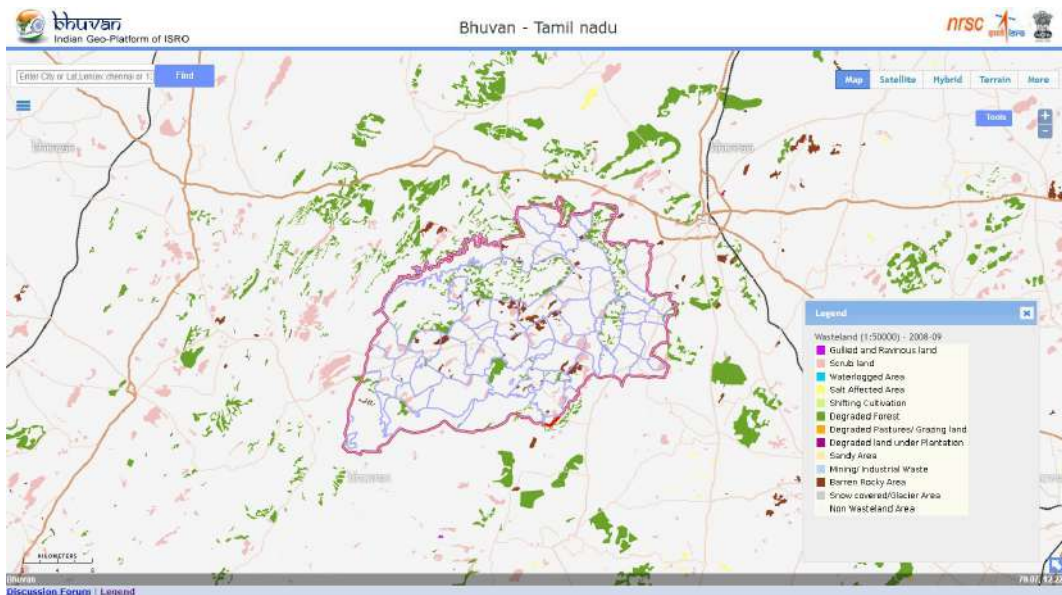 bhuvan
Indian Geo-Platform of ISRO
Bhuvan - Tamil nadu
nrsc
Find
Map Satellite Hybrid Terrain More
Tools
+
-
bhuvan
bhuvan
bhuvan
Legend
Wasteland (1:50000) - 2008-09
Gullied and Ravinous land
Scrub land
Waterlogged Area
Salt Affected Area
Shifting Cultivation
Degraded Forest
Degraded Pastures/ Grazing land
Degraded land under Plantation
Sandy Area
Mining/ Industrial Waste
Barren Rocky Area
Snow covered/Glacier Area
Non Wasteland Area
KILOMETERS
Bhuvan
Discussion Forum | Legend